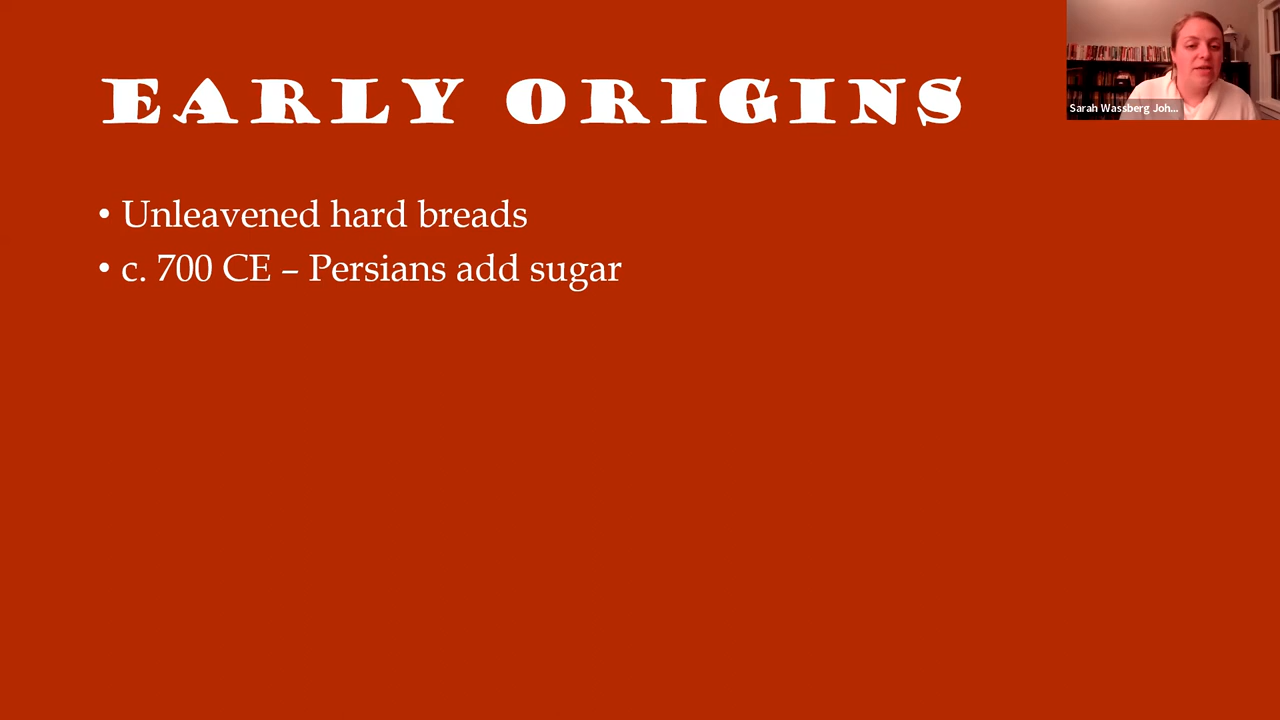 EARLY ORIGINS
• Unleavened hard breads
• c. 700 CE – Persians add sugar
Sarah Wassberg Joh...